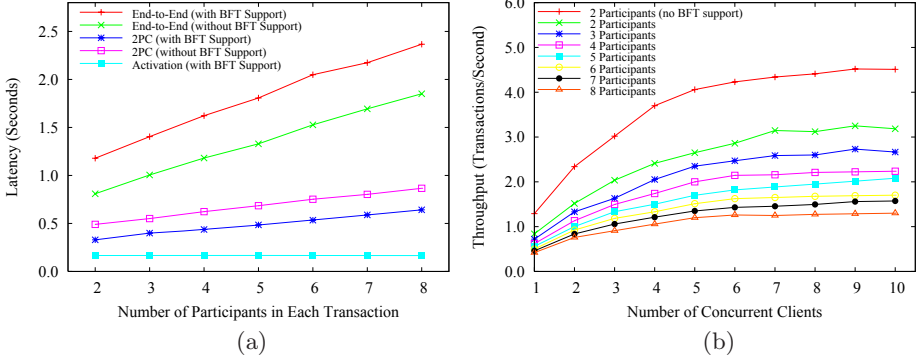 End-to-End (with BFT Support)
End-to-End (without BFT Support)
2PC (with BFT Support)
2PC (without BFT Support)
Activation (with BFT Support)
Latency (Seconds)
2.5
2.0
1.5
1.0
0.5
0.0
2 3 4 5 6 7 8
Number of Participants in Each Transaction
(a)
2 Participants (no BFT support)
2 Participants
3 Participants
4 Participants
5 Participants
6 Participants
7 Participants
8 Participants
Throughput (Transactions/Second)
6.0
5.0
4.0
3.0
2.0
1.0
0.0
1 2 3 4 5 6 7 8 9 10
Number of Concurrent Clients
(b)